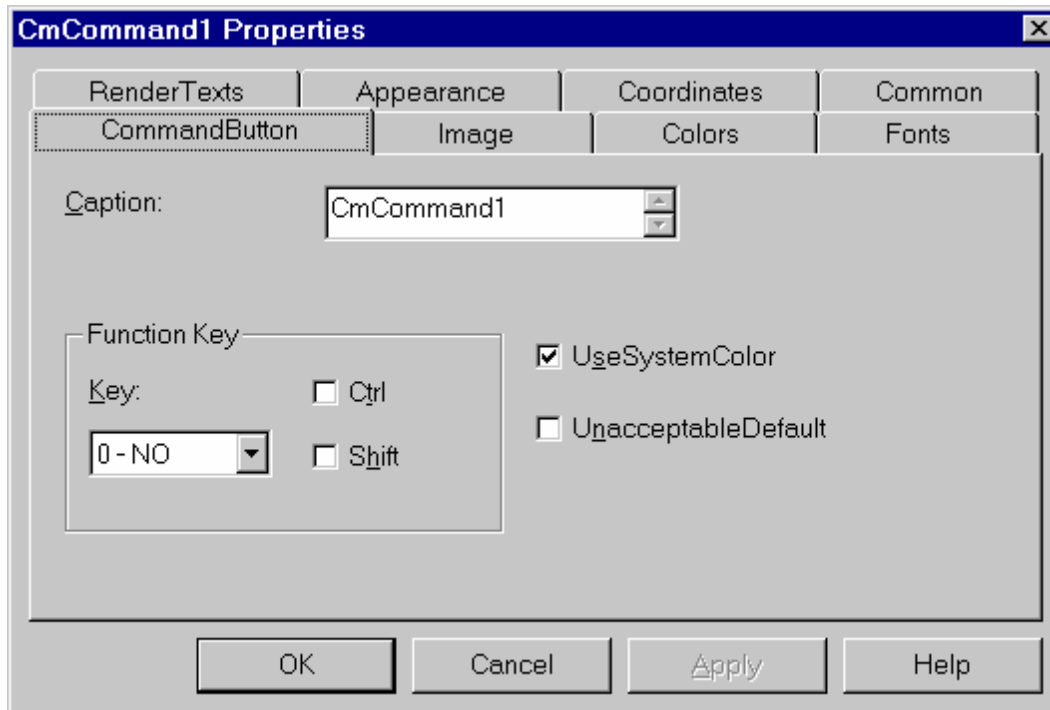 CmCommand1 Properties
RenderTexts Appearance Coordinates Common
CommandButton Image Colors Fonts
Caption: CmCommand1
Function Key
UseSystemColor
Key: Ctrl
UnacceptableDefault
0 - NO Shift
OK Cancel Apply Help